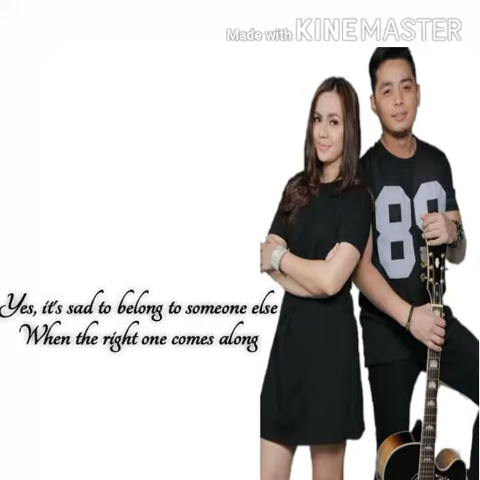 Made with KINEMASTER
89
Yes, it's sad to belong to someone else
When the right one comes along